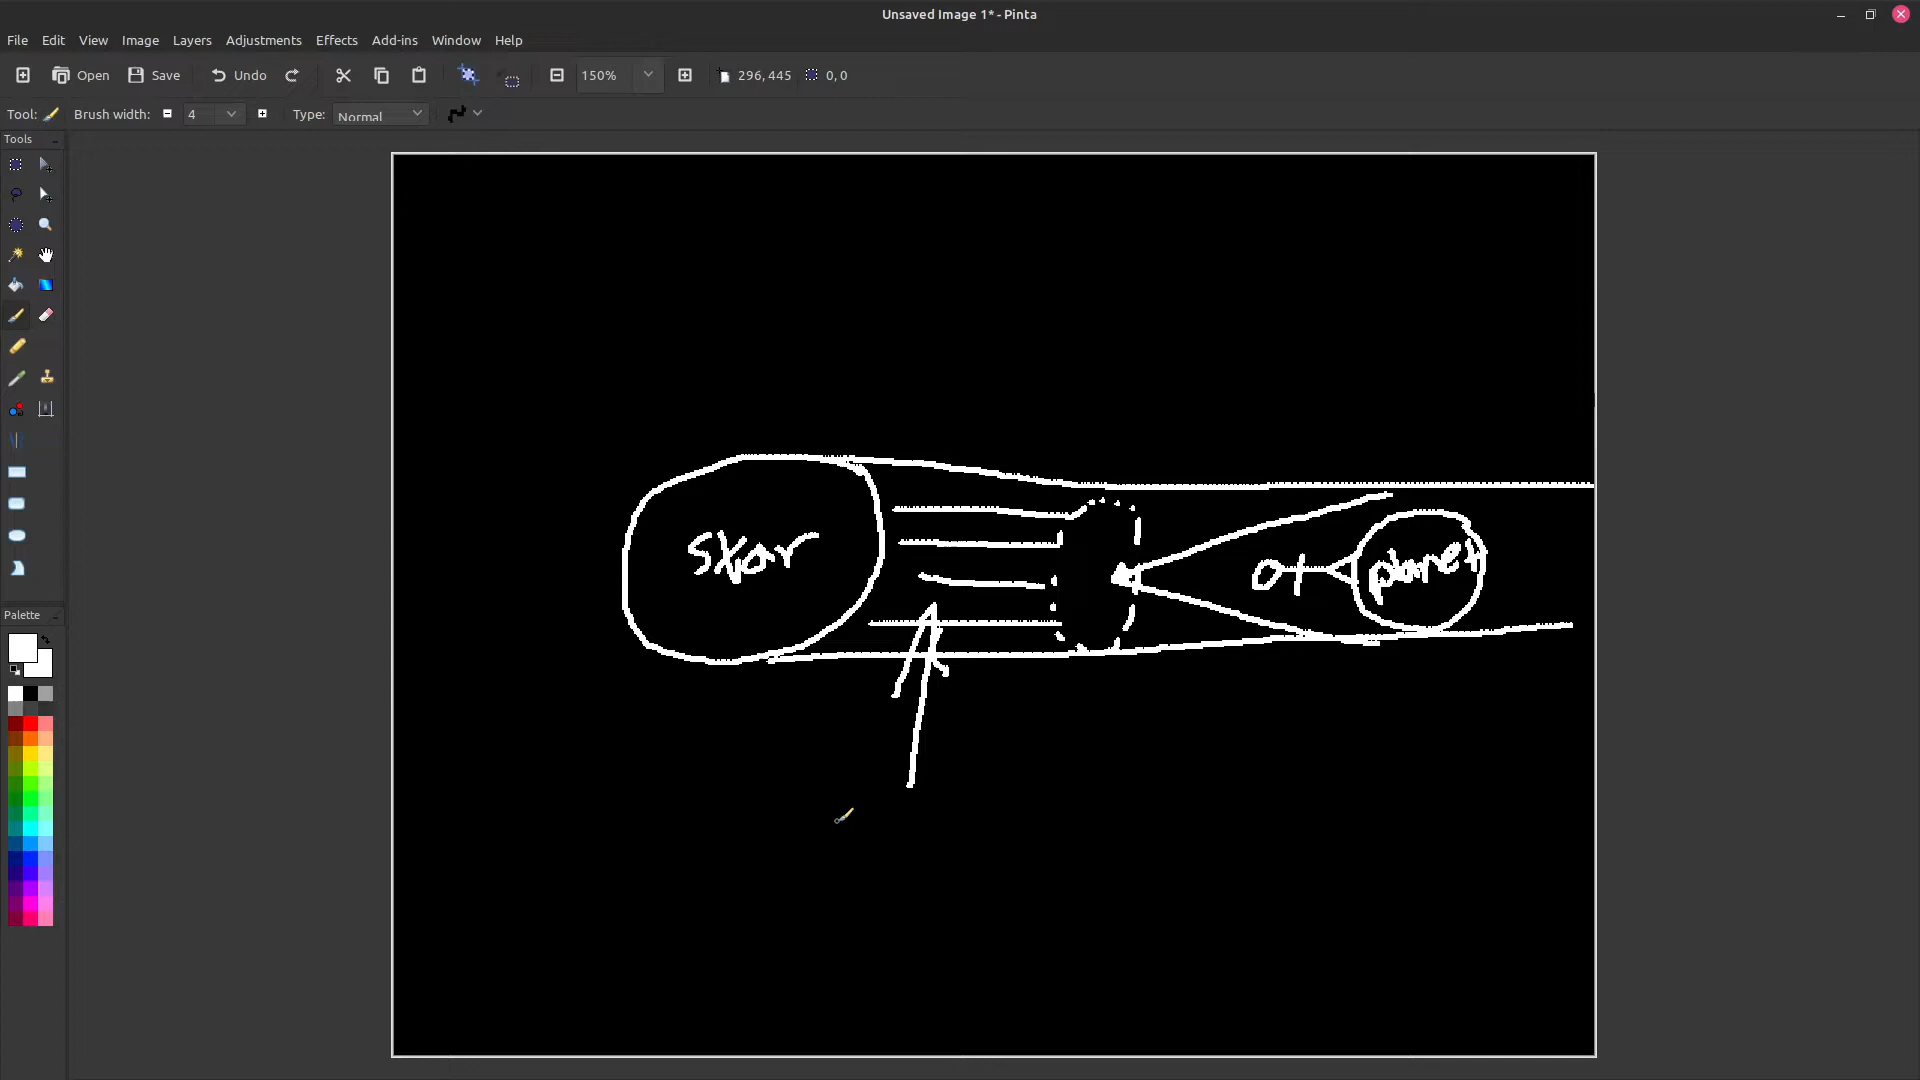 Unsaved Image 1* - Pinta
File Edit View Image Layers Adjustments Effects Add-ins Window Help
Open Save Undo 150% 296, 445 0, 0
Tool: Brush width: 4 Type: Normal
Tools
star planet
Palette